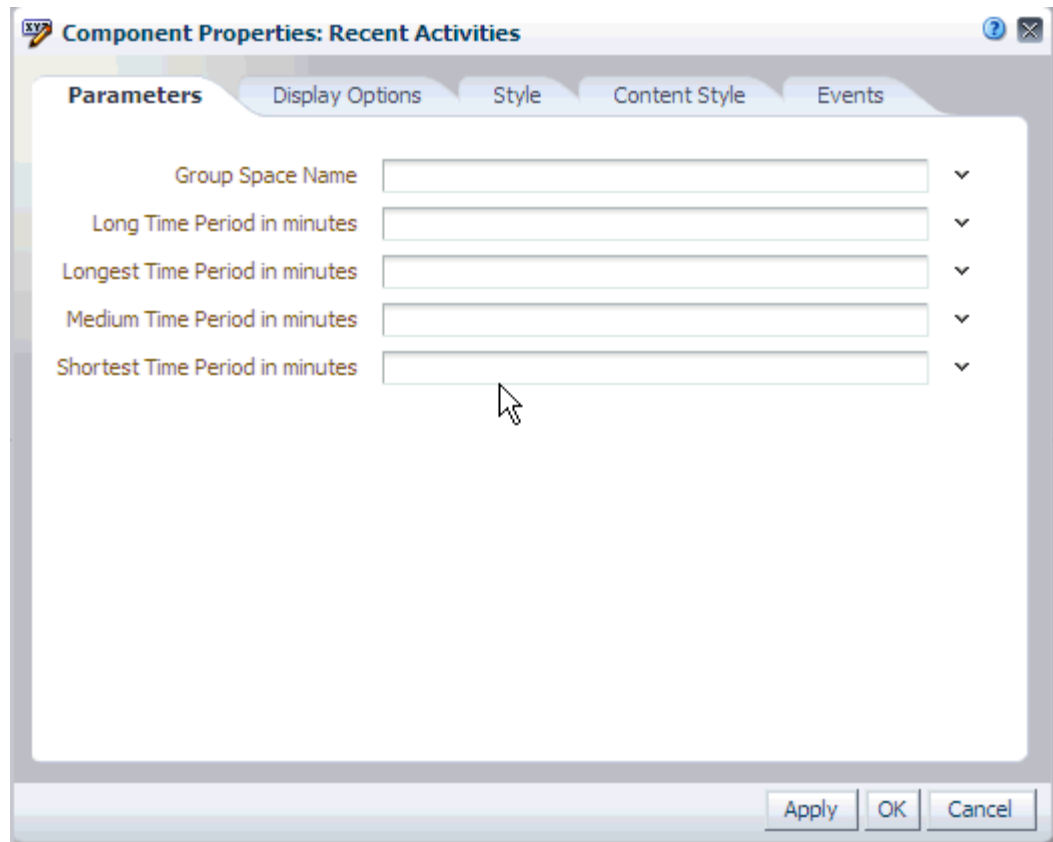 Component Properties: Recent Activities
Parameters Display Options Style Content Style Events
Group Space Name
Long Time Period in minutes
Longest Time Period in minutes
Medium Time Period in minutes
Shortest Time Period in minutes
Apply OK Cancel